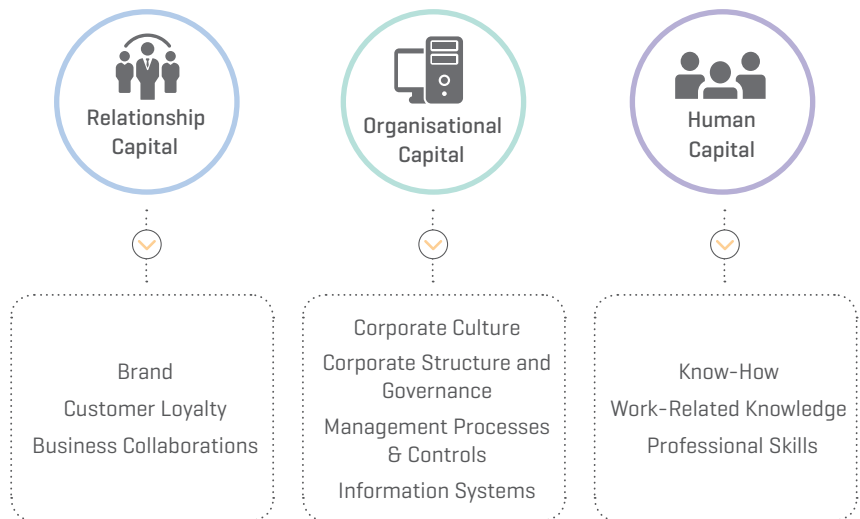 Relationship
Capital
Organisational
Capital
Human
Capital
Brand
Customer Loyalty
Business Collaborations
Corporate Culture
Corporate Structure and
Governance
Management Processes
& Controls
Information Systems
Know-How
Work-Related Knowledge
Professional Skills